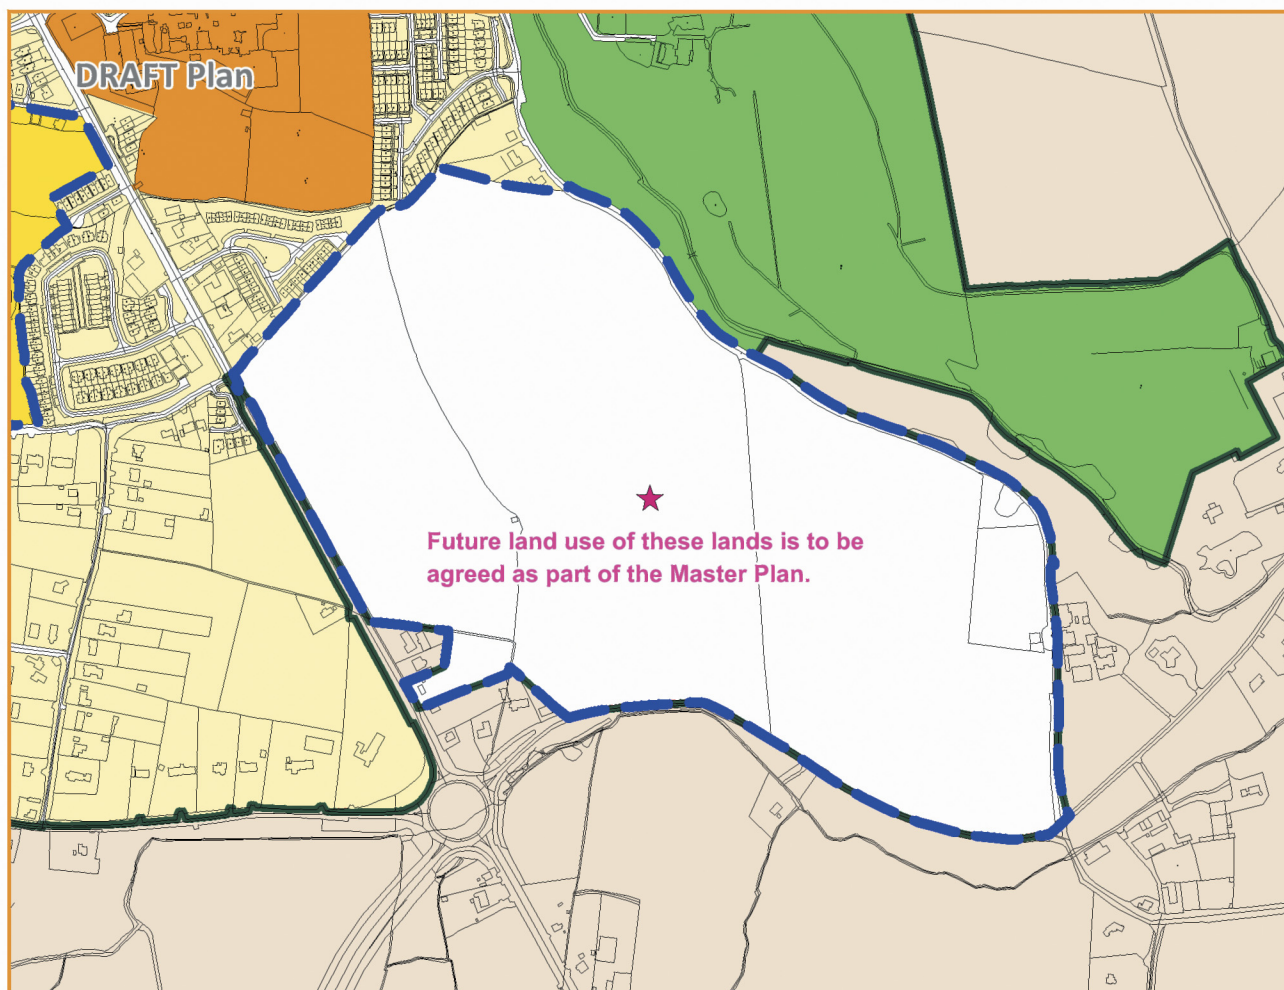 DRAFT Plan
Future land use of these lands is to be
agreed as part of the Master Plan.